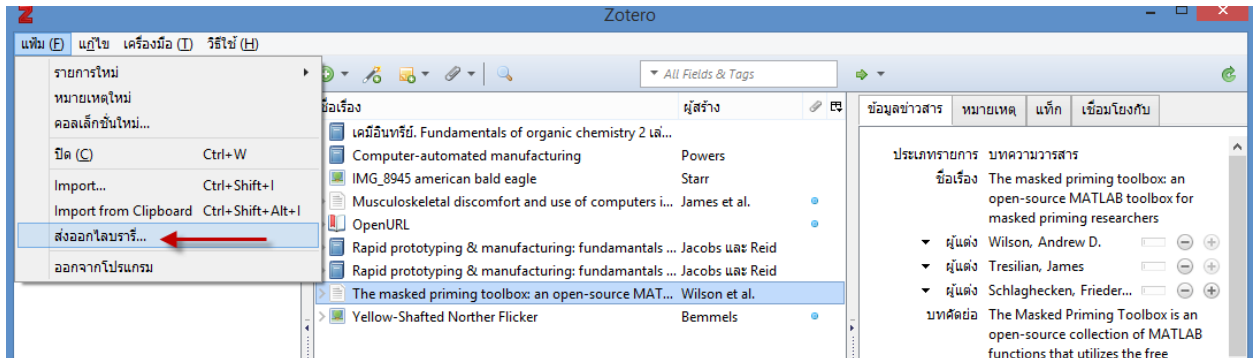 Z Zotero
แฟ้ม (F) แก้ไข เครื่องมือ (T) วิธีใช้ (H)
รายการใหม่
หมายเหตุใหม่
คอลเล็กชั่นใหม่...
ปิด (C) Ctrl+W
Import... Ctrl+Shift+I
Import from Clipboard Ctrl+Shift+Alt+I
ส่งออกไลบรารี...
ออกจากโปรแกรม
All Fields & Tags
ชื่อเรื่อง ผู้สร้าง
เคมีอินทรีย์. Fundamentals of organic chemistry 2 เล่...
Computer-automated manufacturing Powers
IMG_8945 american bald eagle Starr
Musculoskeletal discomfort and use of computers i... James et al.
OpenURL
Rapid prototyping & manufacturing: fundamantals ... Jacobs และ Reid
Rapid prototyping & manufacturing: fundamantals ... Jacobs และ Reid
The masked priming toolbox: an open-source MAT... Wilson et al.
Yellow-Shafted Norther Flicker Bemmels
ข้อมูลข่าวสาร หมายเหตุ แท็ก เชื่อมโยงกับ
ประเภทรายการ บทความวารสาร
ชื่อเรื่อง The masked priming toolbox: an
open-source MATLAB toolbox for
masked priming researchers
ผู้แต่ง Wilson, Andrew D.
ผู้แต่ง Tresilian, James
ผู้แต่ง Schlaghecken, Frieder...
บทคัดย่อ The Masked Priming Toolbox is an
open-source collection of MATLAB
functions that utilizes the free